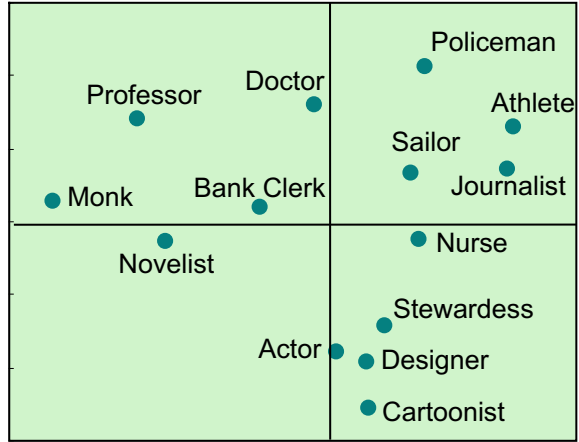 Policeman
Doctor
Professor
Athlete
Sailor
Bank Clerk
Journalist
Monk
Nurse
Novelist
Stewardess
Actor
Designer
Cartoonist